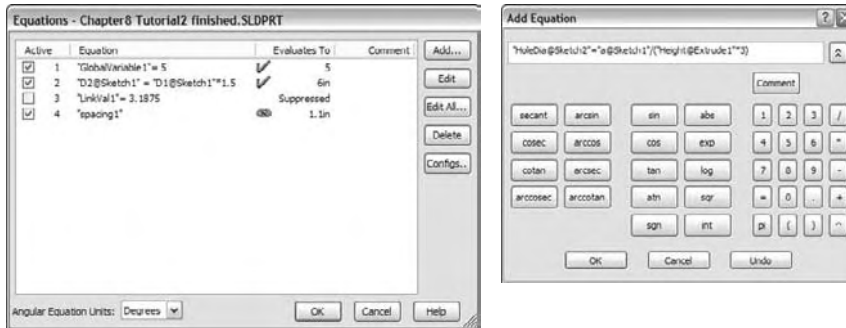 Equations - Chapter8 Tutorial2 finished.SLDPRT
Active Equation Evaluates To Comment
1 "GlobalVariable1"= 5 5
2 "D2@Sketch1" = "D1@Sketch1"*1.5 6in
3 "LinkVal1"= 3.1875 Suppressed
4 "spacing1" 1.1in
Add...
Edit
Edit All...
Delete
Configs..
Angular Equation Units: Degrees OK Cancel Help
Add Equation
"HoleDia@Sketch2"="a@Sketch1"/("Height@Extrude1"*3)
Comment
secant arcsin sin abs 1 2 3 /
cosec arccos cos exp 4 5 6 *
cotan arcsec tan log 7 8 9 -
arccosec arccotan atn sqr = 0 . +
sgn int pi ( ) ^
OK Cancel Undo